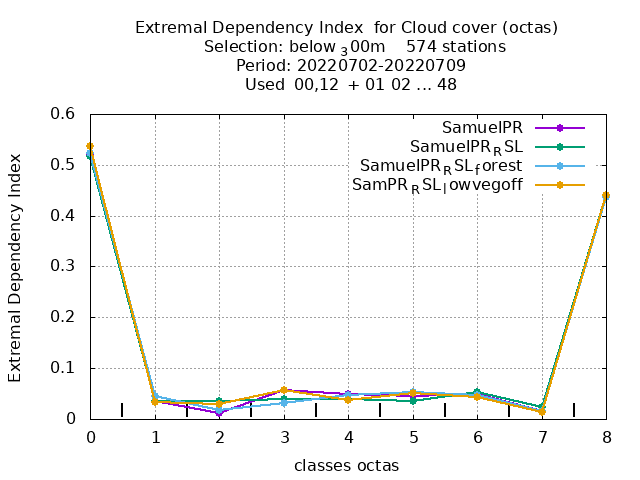 Extremal Dependency Index for Cloud cover (octas)
Selection: below ₃00m 574 stations
Period: 20220702-20220709
Used 00,12 + 01 02 ... 48
SamuelPR
SamuelPR_RSL
SamuelPR_RSL_forest
SamPR_RSL_lowvegoff
0.6
0.5
0.4
0.3
0.2
0.1
0
Extremal Dependency Index
0 1 2 3 4 5 6 7 8
classes octas